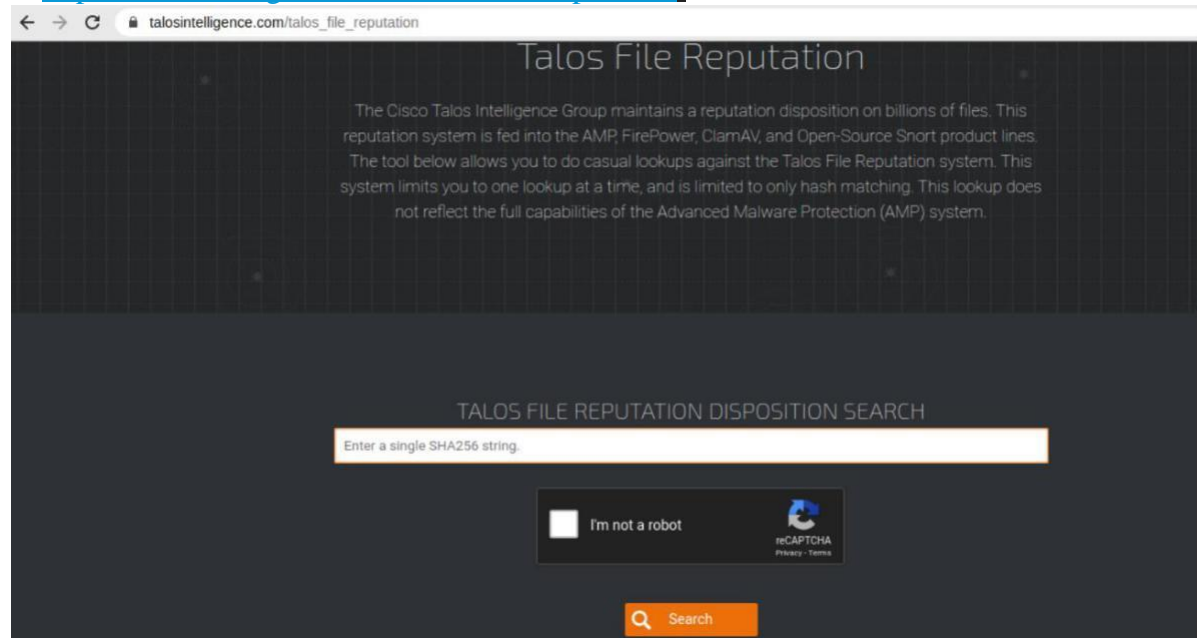 talosintelligence.com/talos_file_reputation
Talos File Reputation
The Cisco Talos Intelligence Group maintains a reputation disposition on billions of files. This
reputation system is fed into the AMP, FirePower, ClamAV, and Open-Source Snort product lines.
The tool below allows you to do casual lookups against the Talos File Reputation system. This
system limits you to one lookup at a time, and is limited to only hash matching. This lookup does
not reflect the full capabilities of the Advanced Malware Protection (AMP) system.
TALOS FILE REPUTATION DISPOSITION SEARCH
Enter a single SHA256 string.
I'm not a robot
reCAPTCHA
Privacy - Terms
Search